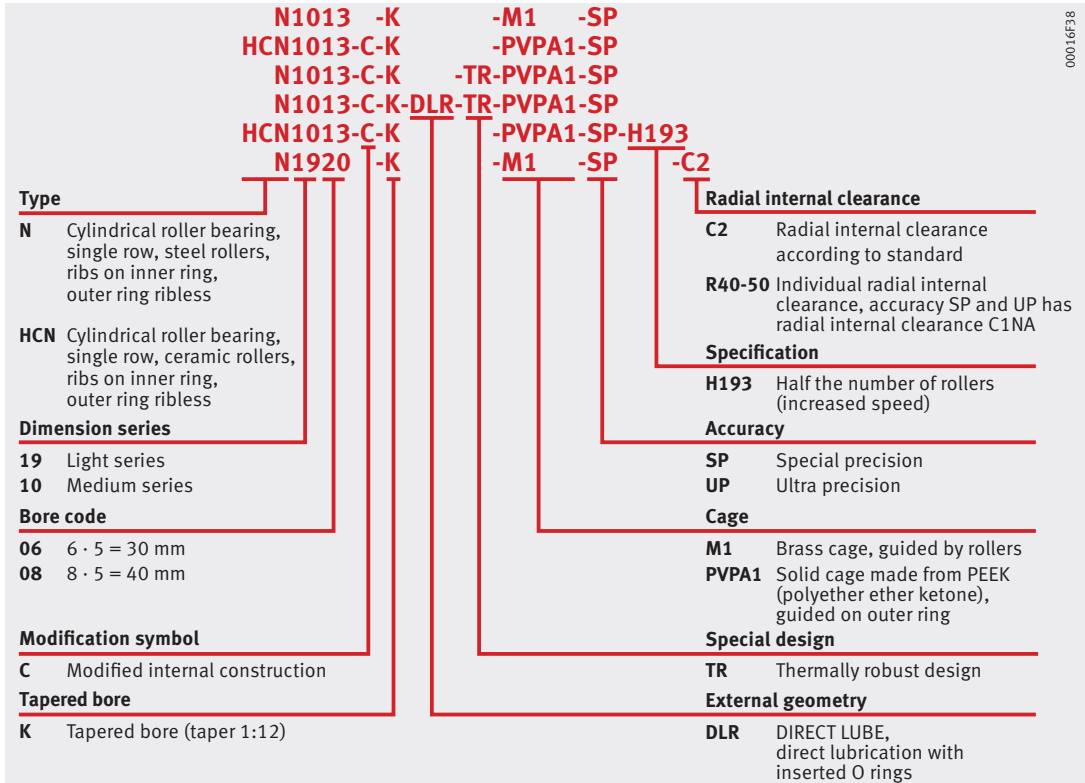 N1013 -K -M1 -SP
HCN1013-C-K -PVPA1-SP
N1013-C-K -TR-PVPA1-SP
N1013-C-K-DLR-TR-PVPA1-SP
HCN1013-C-K -PVPA1-SP-H193
N1920 -K -M1 -SP -C2
00016F38
Type
N Cylindrical roller bearing,
single row, steel rollers,
ribs on inner ring,
outer ring ribless
HCN Cylindrical roller bearing,
single row, ceramic rollers,
ribs on inner ring,
outer ring ribless
Dimension series
19 Light series
10 Medium series
Bore code
06 6 · 5 = 30 mm
08 8 · 5 = 40 mm
Modification symbol
C Modified internal construction
Tapered bore
K Tapered bore (taper 1:12)
Radial internal clearance
C2 Radial internal clearance
according to standard
R40-50 Individual radial internal
clearance, accuracy SP and UP has
radial internal clearance C1NA
Specification
H193 Half the number of rollers
(increased speed)
Accuracy
SP Special precision
UP Ultra precision
Cage
M1 Brass cage, guided by rollers
PVPA1 Solid cage made from PEEK
(polyether ether ketone),
guided on outer ring
Special design
TR Thermally robust design
External geometry
DLR DIRECT LUBE,
direct lubrication with
inserted O rings